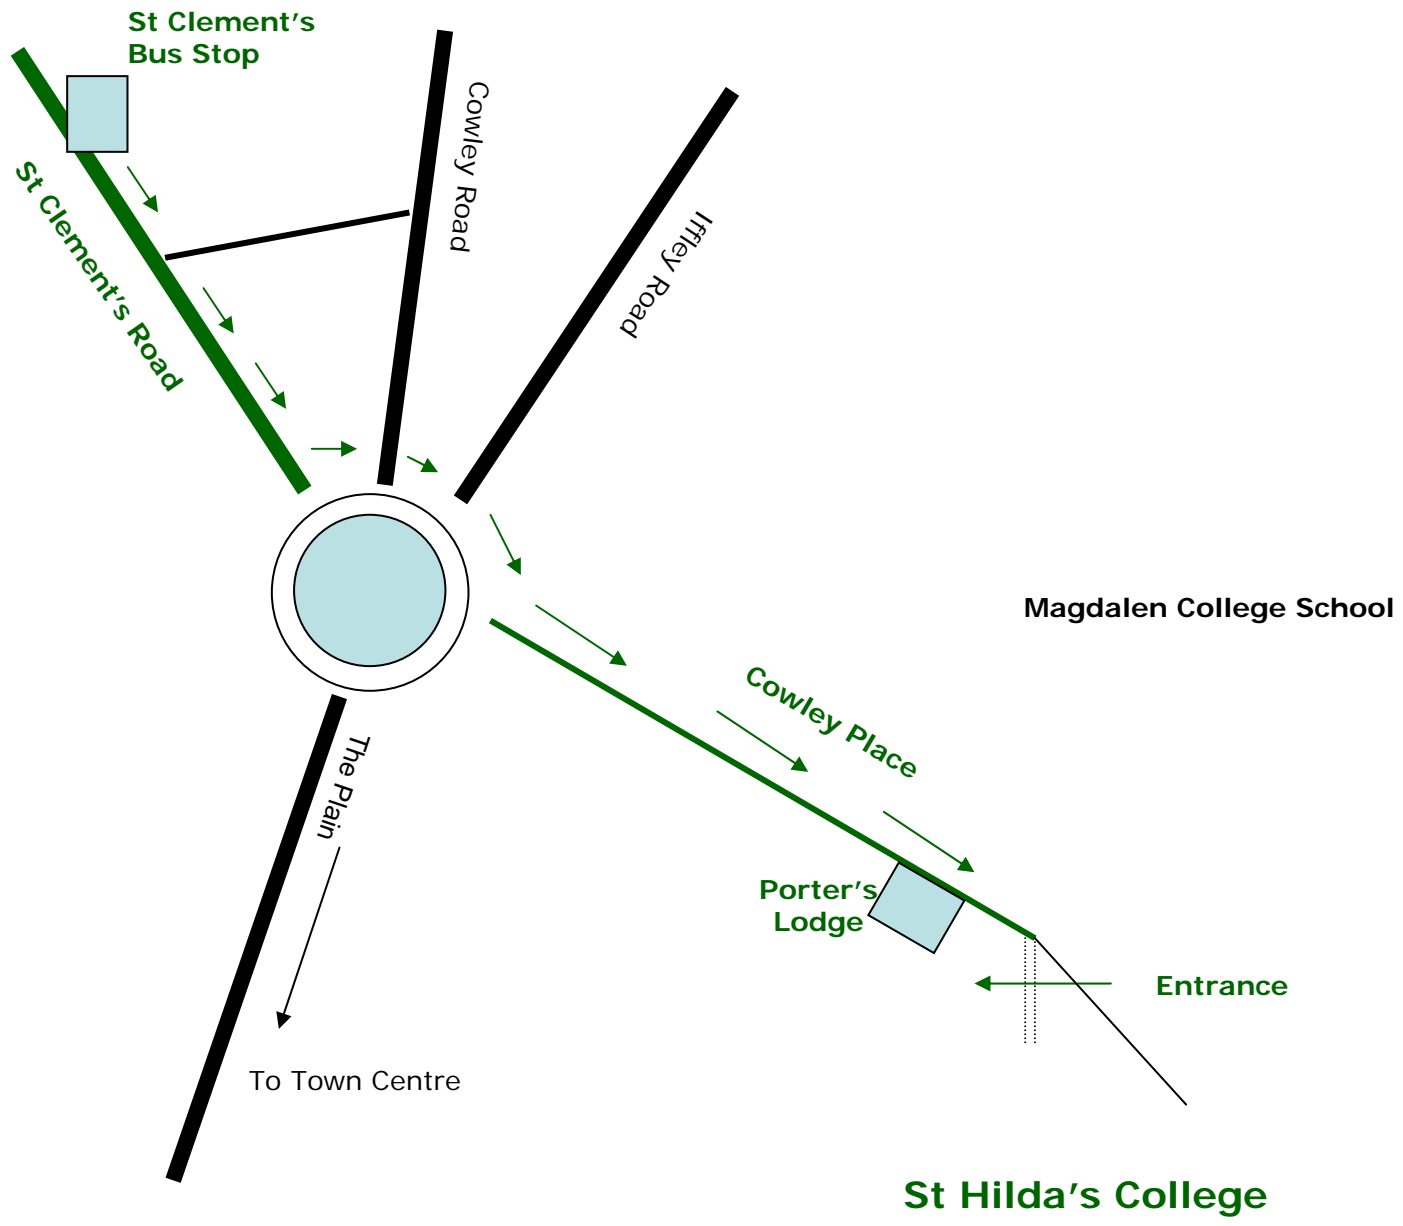 St Clement’s
Bus Stop
Cowley Road
St Clement’s Road
Iffley Road
Magdalen College School
Cowley Place
The Plain
Porter’s
Lodge
Entrance
To Town Centre
St Hilda’s College